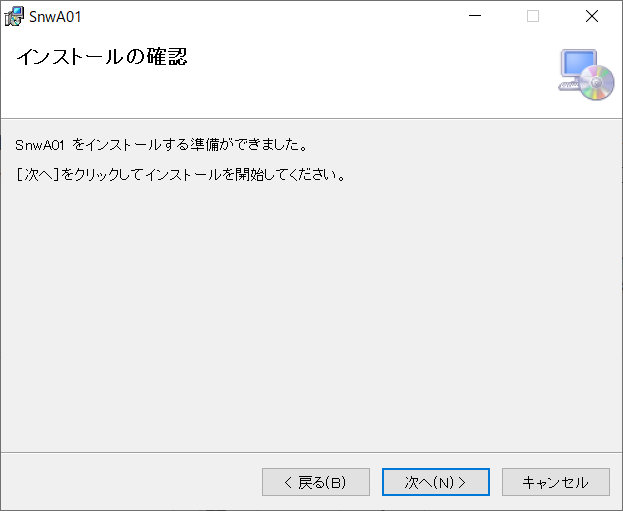 SnwA01
インストールの確認
SnwA01 をインストールする準備ができました。
[次へ]をクリックしてインストールを開始してください。
< 戻る(B)
次へ(N) >
キャンセル